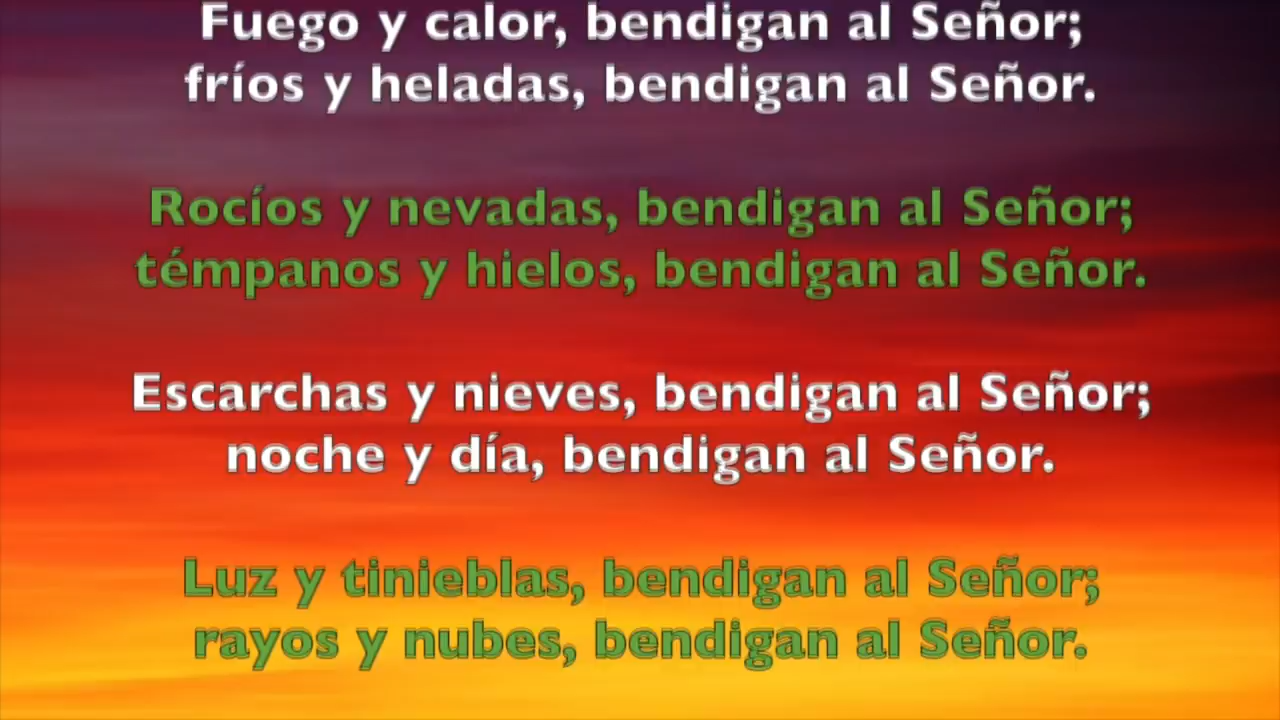 Fuego y calor, bendigan al Señor;
fríos y heladas, bendigan al Señor.
Rocíos y nevadas, bendigan al Señor;
témpanos y hielos, bendigan al Señor.
Escarchas y nieves, bendigan al Señor;
noche y día, bendigan al Señor.
Luz y tinieblas, bendigan al Señor;
rayos y nubes, bendigan al Señor.